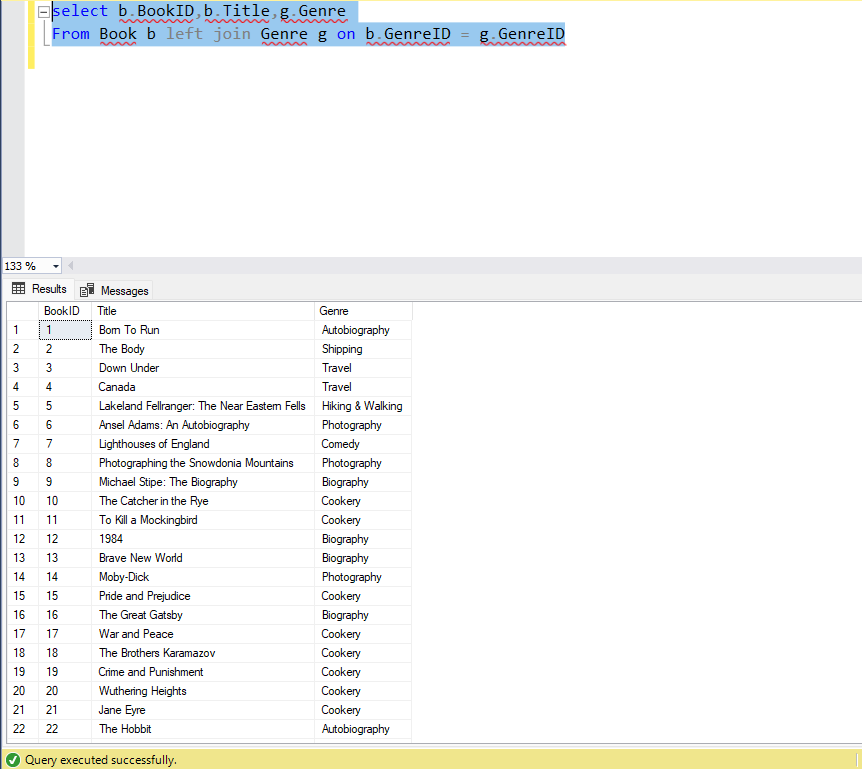 select b.BookID,b.Title,g.Genre
From Book b left join Genre g on b.GenreID = g.GenreID
133 %
Results Messages
BookID Title Genre
1 1 Born To Run Autobiography
2 2 The Body Shipping
3 3 Down Under Travel
4 4 Canada Travel
5 5 Lakeland Fellranger: The Near Eastern Fells Hiking & Walking
6 6 Ansel Adams: An Autobiography Photography
7 7 Lighthouses of England Comedy
8 8 Photographing the Snowdonia Mountains Photography
9 9 Michael Stipe: The Biography Biography
10 10 The Catcher in the Rye Cookery
11 11 To Kill a Mockingbird Cookery
12 12 1984 Biography
13 13 Brave New World Biography
14 14 Moby-Dick Photography
15 15 Pride and Prejudice Cookery
16 16 The Great Gatsby Biography
17 17 War and Peace Cookery
18 18 The Brothers Karamazov Cookery
19 19 Crime and Punishment Cookery
20 20 Wuthering Heights Cookery
21 21 Jane Eyre Cookery
22 22 The Hobbit Autobiography
Query executed successfully.